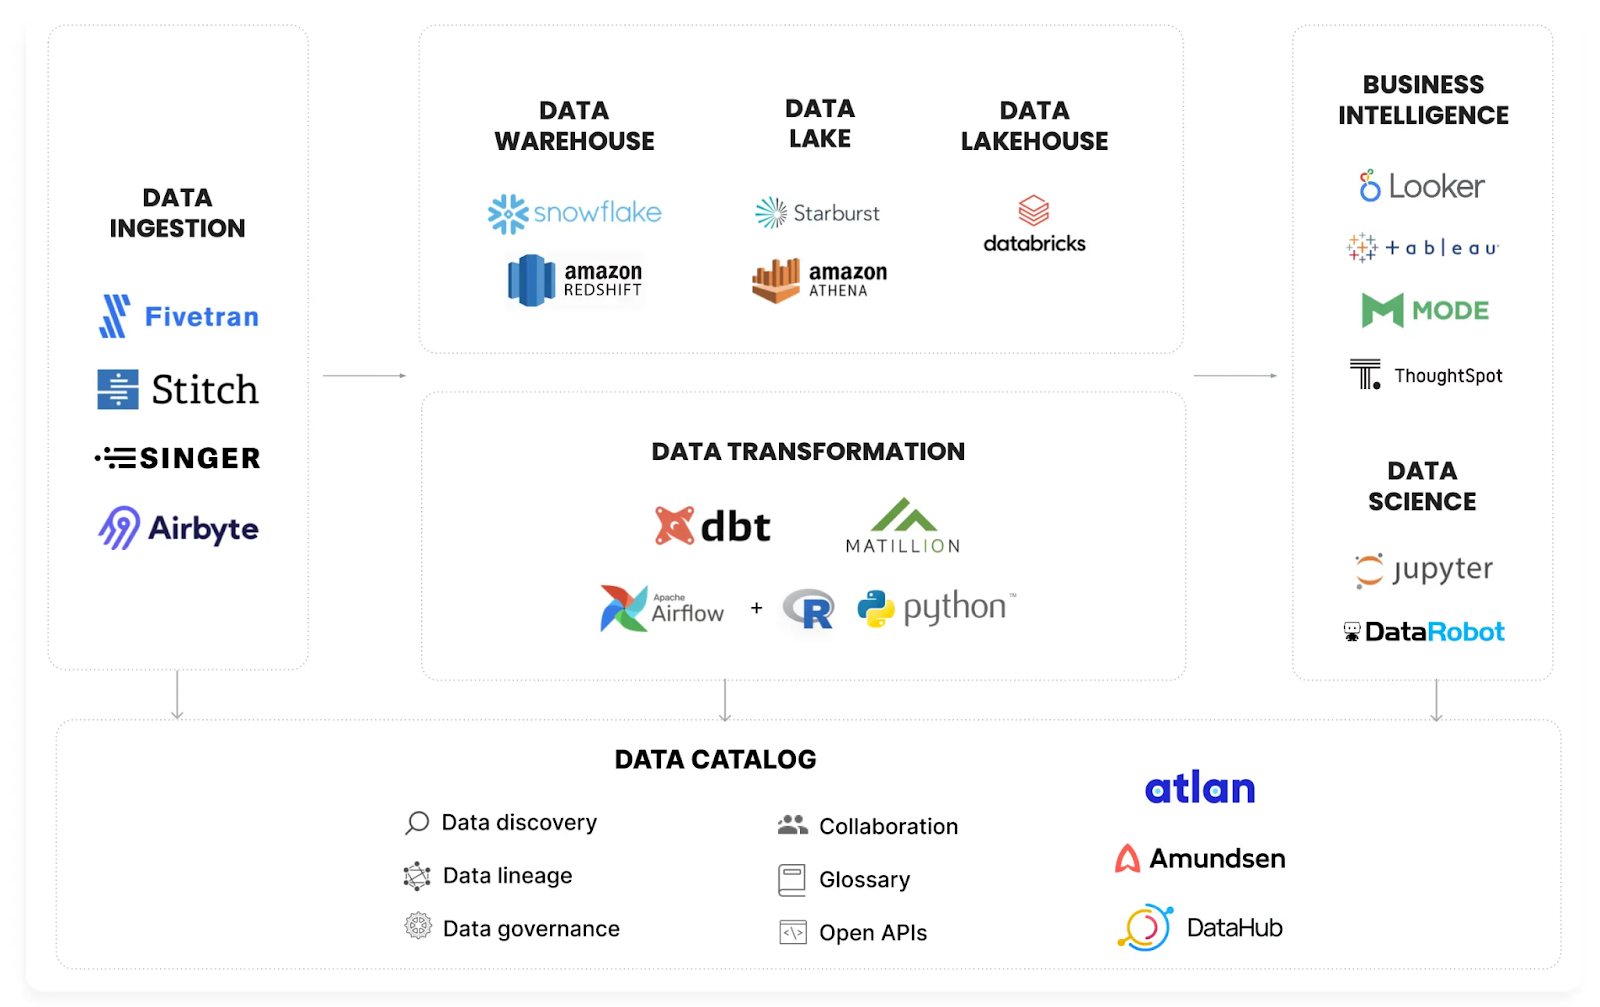 DATA
INGESTION
Fivetran
Stitch
SINGER
Airbyte
DATA
WAREHOUSE
snowflake
amazon
REDSHIFT
DATA
LAKE
Starburst
amazon
ATHENA
DATA
LAKEHOUSE
databricks
DATA TRANSFORMATION
dbt
MATILLION
Apache
Airflow
+
R
python™
BUSINESS
INTELLIGENCE
Looker
+ableau
MODE
T.
ThoughtSpot
DATA
SCIENCE
jupyter
DataRobot
DATA CATALOG
Data discovery
Data lineage
Data governance
Collaboration
Glossary
</> Open APIs
atlan
Amundsen
DataHub